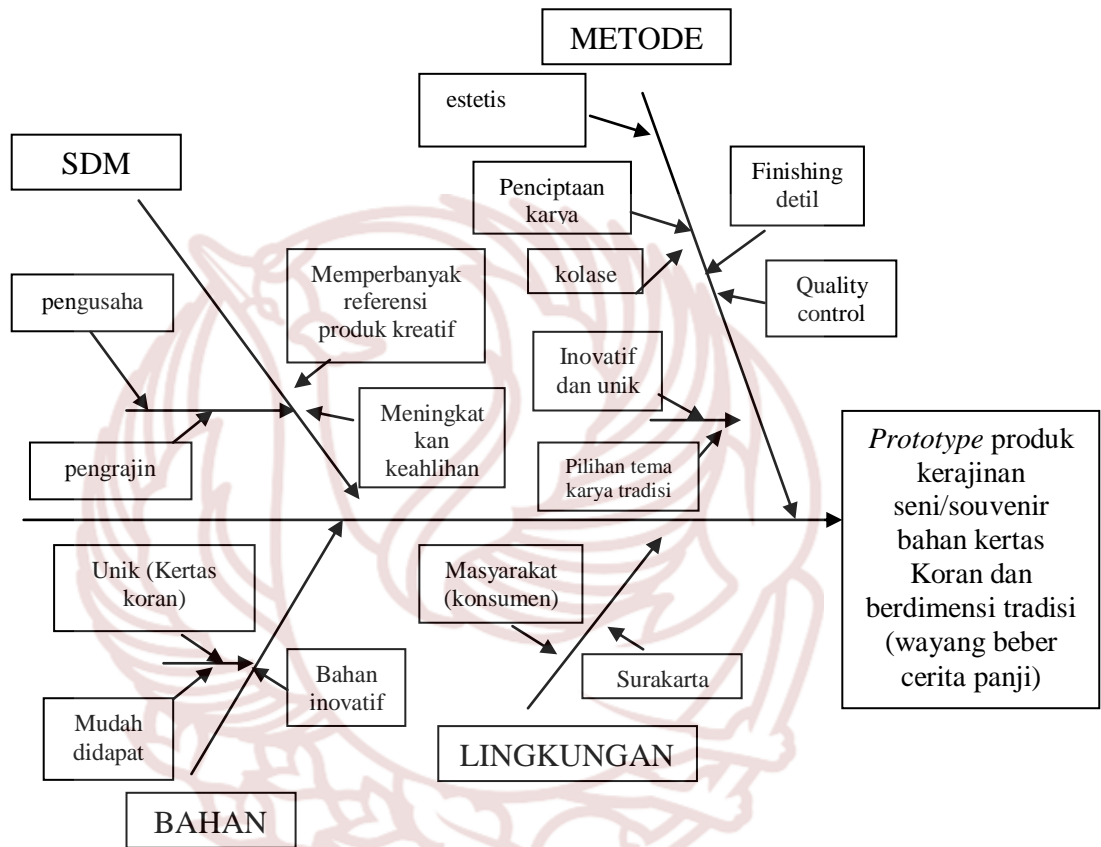 METODE
estetis
SDM
Penciptaan
karya
Finishing
detil
kolase
Memperbanyak
referensi
produk kreatif
pengusaha
Quality
control
Inovatif
dan unik
Meningkat
kan
keahlihan
pengrajin
Pilihan tema
karya tradisi
Prototype produk
kerajinan
seni/souvenir
bahan kertas
Koran dan
berdimensi tradisi
(wayang beber
cerita panji)
Unik (Kertas
koran)
Masyarakat
(konsumen)
Bahan
inovatif
Surakarta
Mudah
didapat
LINGKUNGAN
BAHAN